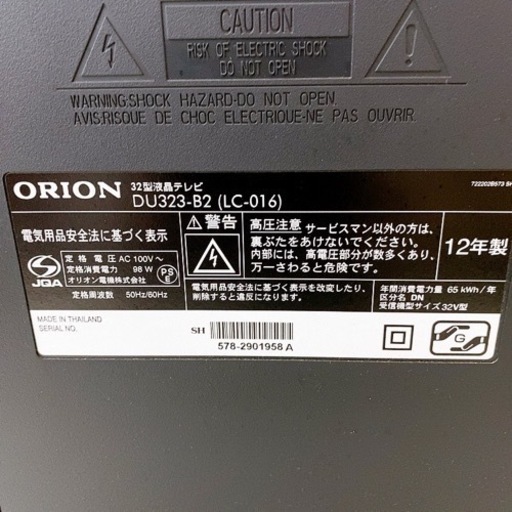 CAUTION
RISK OF ELECTRIC SHOCK
DO NOT OPEN
WARNING:SHOCK HAZARD-DO NOT OPEN.
AVIS:RISQUE DE CHOC ELECTRIQUE-NE PAS OUVRIR.
ORION 32型液晶テレビ
DU323-B2 (LC-016)
電気用品安全法に基づく表示
JQA
定格電圧 AC 100V～
定格消費電力 98W
オリオン電機株式会社
定格周波数 50Hz/60Hz
PSE
警告
高圧注意 サービスマン以外の方は、
裏ぶたをあけないでください。
内部には、高電圧部分が数多くあり、
万一さわると危険です。
電気用品安全法に基づく表示を改変したり、
削除すると違反になります。
12年製
年間消費電力量 65 kWh/年
区分名 DN
受信機型サイズ 32V型
MADE IN THAILAND
SERIAL NO.
SH
578-2901958 A
G